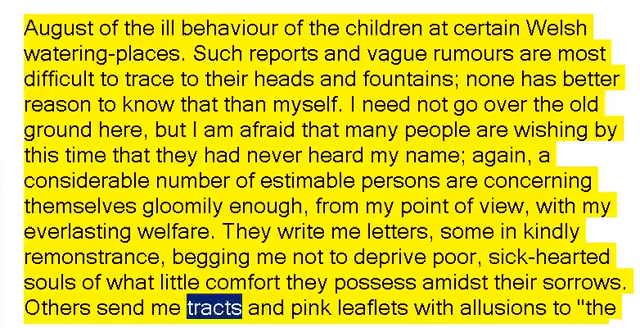 August of the ill behaviour of the children at certain Welsh
watering-places. Such reports and vague rumours are most
difficult to trace to their heads and fountains; none has better
reason to know that than myself. I need not go over the old
ground here, but I am afraid that many people are wishing by
this time that they had never heard my name; again, a
considerable number of estimable persons are concerning
themselves gloomily enough, from my point of view, with my
everlasting welfare. They write me letters, some in kindly
remonstrance, begging me not to deprive poor, sick-hearted
souls of what little comfort they possess amidst their sorrows.
Others send me tracts and pink leaflets with allusions to "the